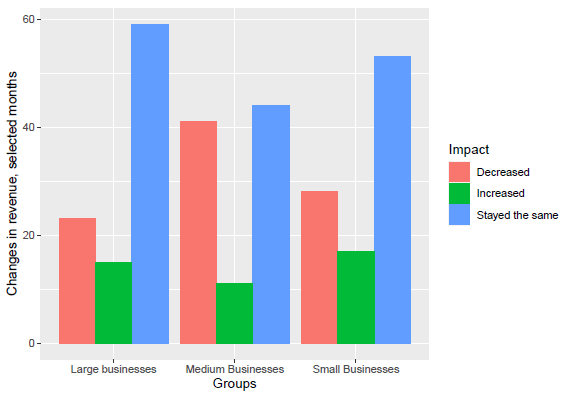 Changes in revenue, selected months
60
40
20
0
Large businesses
Medium Businesses
Small Businesses
Groups
Impact
Decreased
Increased
Stayed the same